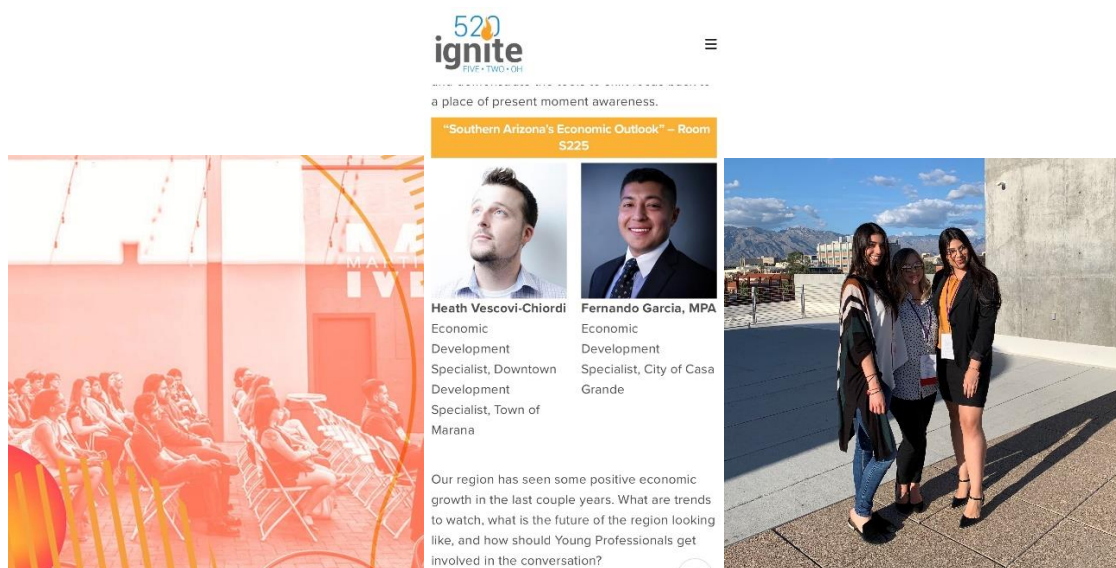 520
ignite
FIVE • TWO • OH
a place of present moment awareness.
“Southern Arizona’s Economic Outlook” – Room
S225
Heath Vescovi-Chiordi
Economic
Development
Specialist, Downtown
Development
Specialist, Town of
Marana
Fernando Garcia, MPA
Economic
Development
Specialist, City of Casa
Grande
Our region has seen some positive economic
growth in the last couple years. What are trends
to watch, what is the future of the region looking
like, and how should Young Professionals get
involved in the conversation?